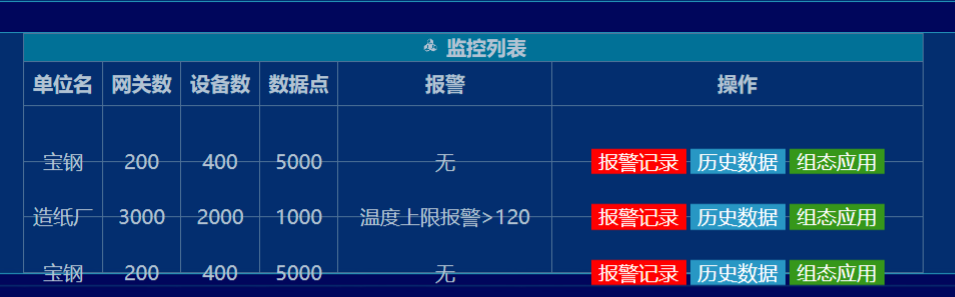 监控列表
单位名 网关数 设备数 数据点 报警 操作
宝钢 200 400 5000 无 报警记录 历史数据 组态应用
造纸厂 3000 2000 1000 温度上限报警>120 报警记录 历史数据 组态应用
宝钢 200 400 5000 无 报警记录 历史数据 组态应用